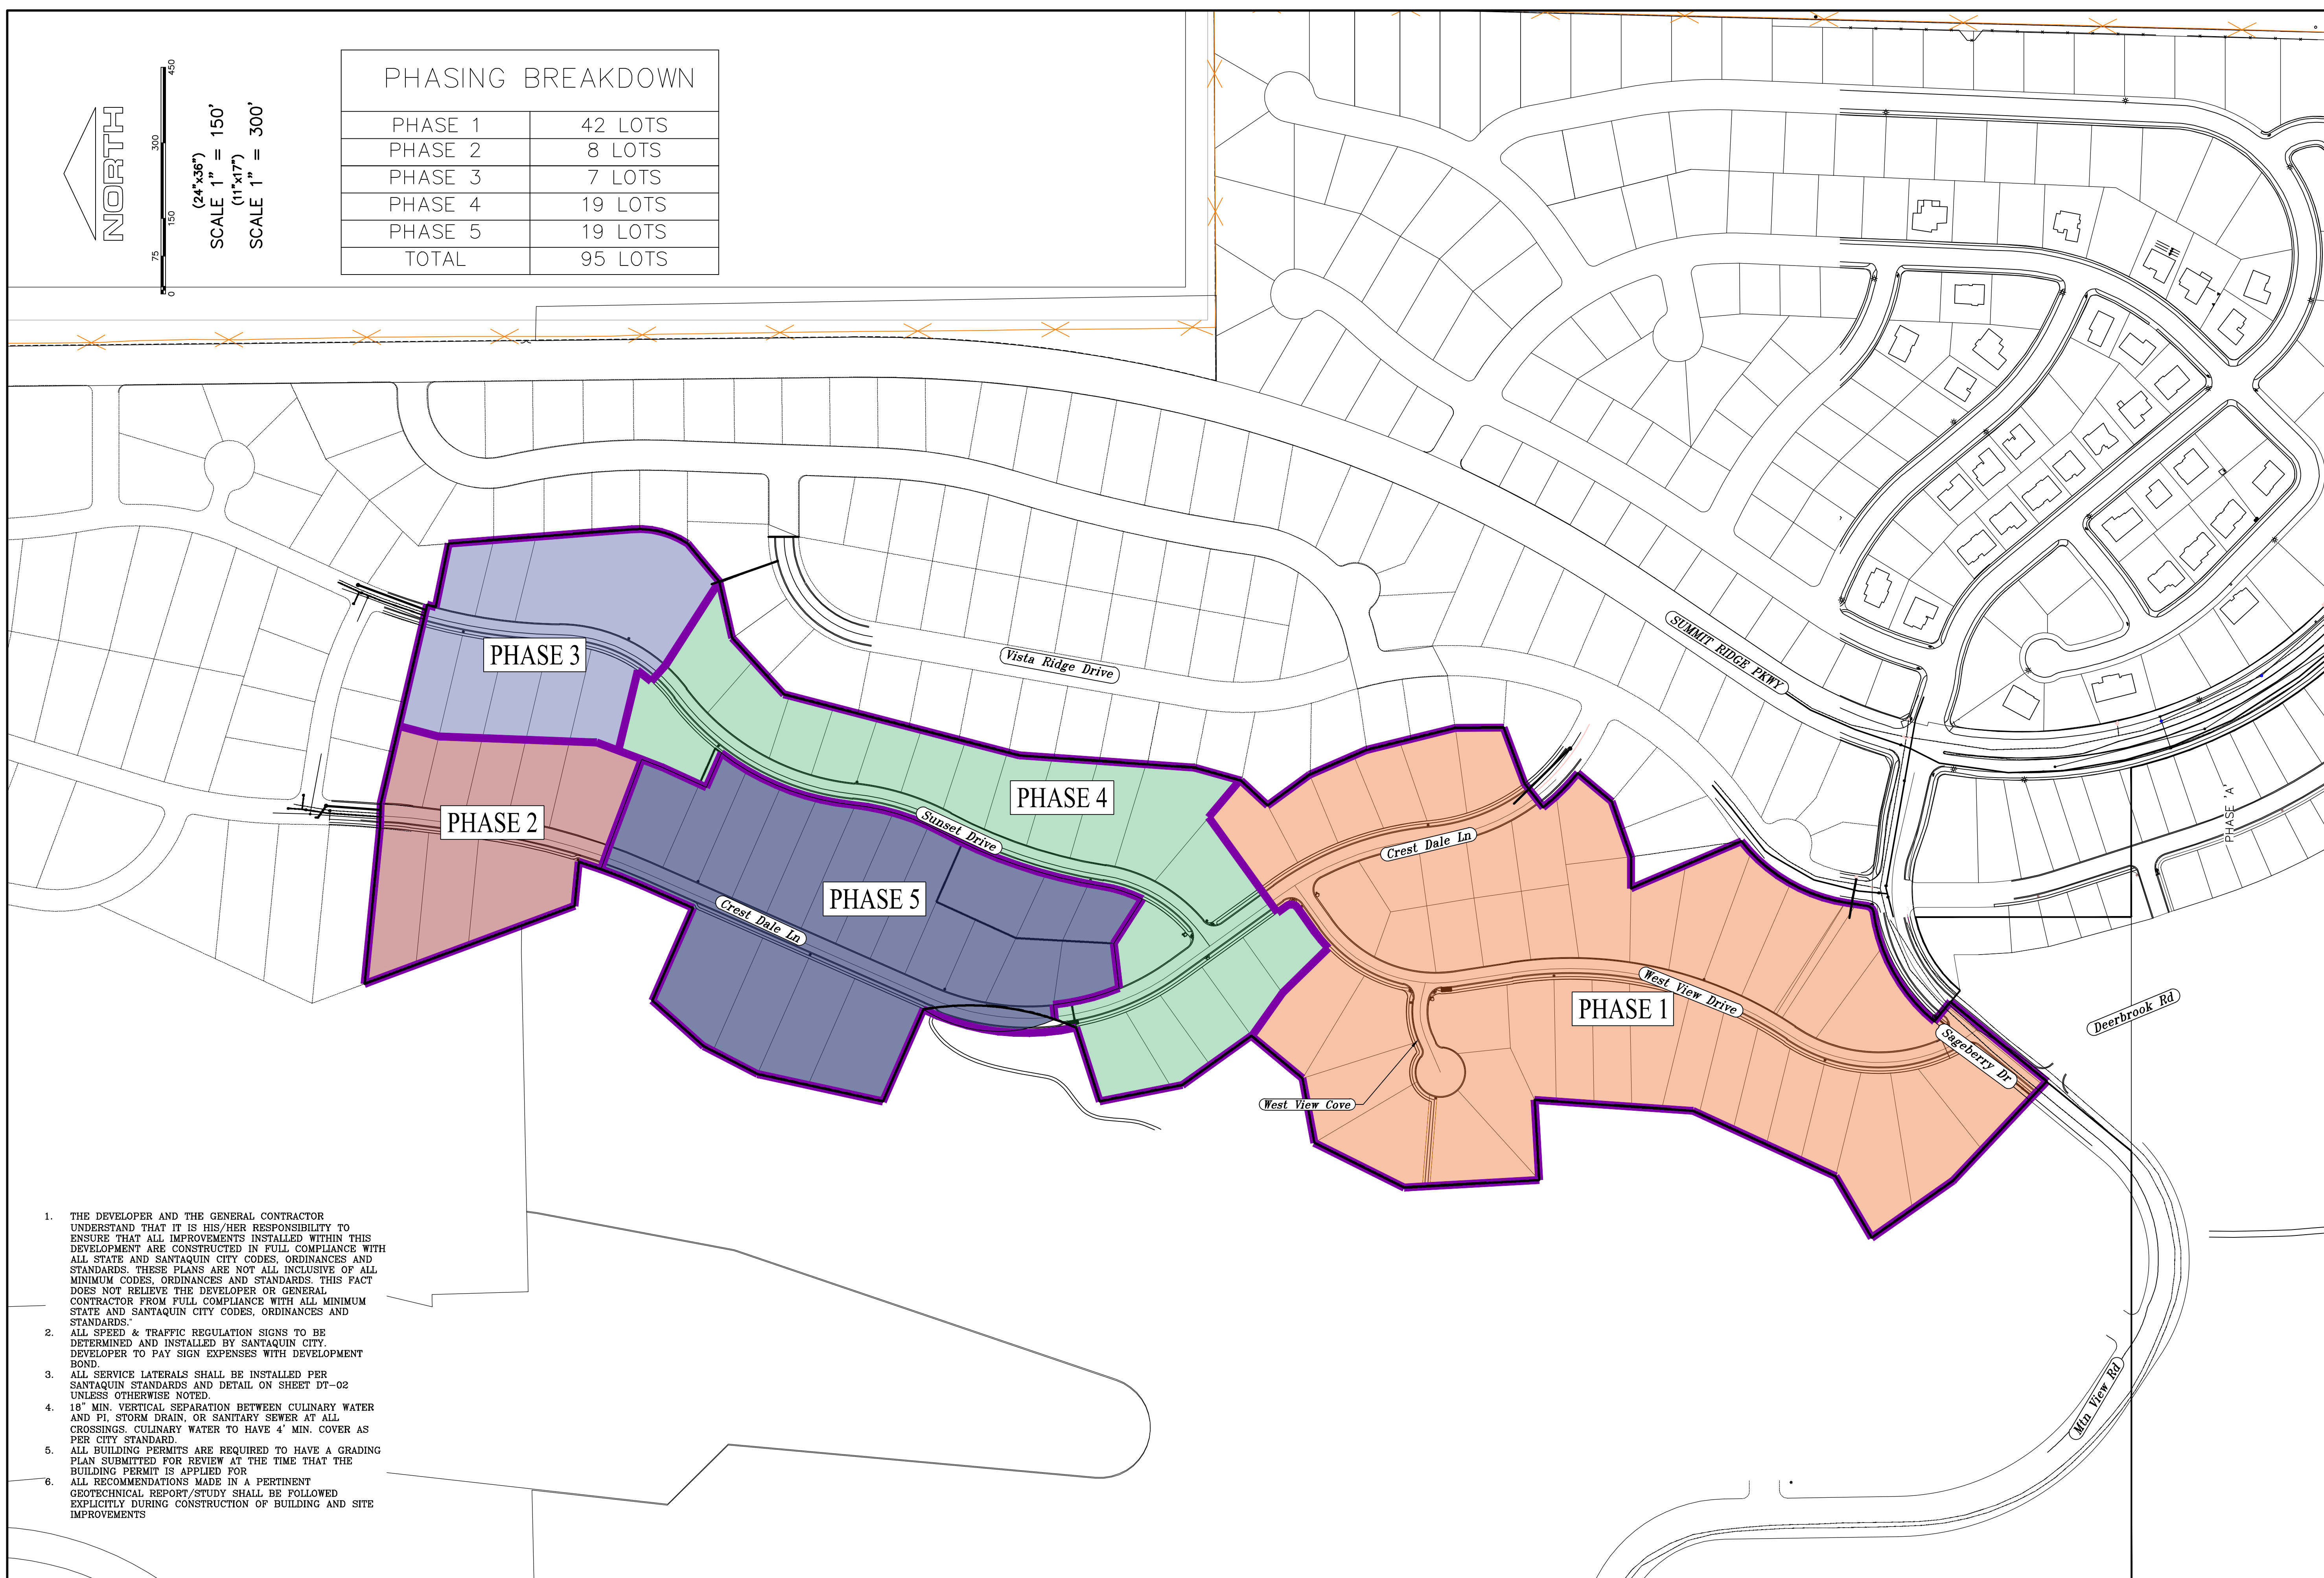 NORTH
0 75 150 300 450
(24"x36")
SCALE 1" = 150'
(11"x17")
SCALE 1" = 300'
PHASING BREAKDOWN
PHASE 1 42 LOTS
PHASE 2 8 LOTS
PHASE 3 7 LOTS
PHASE 4 19 LOTS
PHASE 5 19 LOTS
TOTAL 95 LOTS
SUMMIT RIDGE PKWY
Vista Ridge Drive
PHASE 3
PHASE 4
PHASE 2
Sunset Drive
Crest Dale Ln
PHASE 'A'
PHASE 5
Crest Dale Ln
West View Drive
PHASE 1
Deerbrook Rd
Sageberry Dr
West View Cove
Mtn View Rd
1. THE DEVELOPER AND THE GENERAL CONTRACTOR
UNDERSTAND THAT IT IS HIS/HER RESPONSIBILITY TO
ENSURE THAT ALL IMPROVEMENTS INSTALLED WITHIN THIS
DEVELOPMENT ARE CONSTRUCTED IN FULL COMPLIANCE WITH
ALL STATE AND SANTAQUIN CITY CODES, ORDINANCES AND
STANDARDS. THESE PLANS ARE NOT ALL INCLUSIVE OF ALL
MINIMUM CODES, ORDINANCES AND STANDARDS. THIS FACT
DOES NOT RELIEVE THE DEVELOPER OR GENERAL
CONTRACTOR FROM FULL COMPLIANCE WITH ALL MINIMUM
STATE AND SANTAQUIN CITY CODES, ORDINANCES AND
STANDARDS."
2. ALL SPEED & TRAFFIC REGULATION SIGNS TO BE
DETERMINED AND INSTALLED BY SANTAQUIN CITY.
DEVELOPER TO PAY SIGN EXPENSES WITH DEVELOPMENT
BOND.
3. ALL SERVICE LATERALS SHALL BE INSTALLED PER
SANTAQUIN STANDARDS AND DETAIL ON SHEET DT-02
UNLESS OTHERWISE NOTED.
4. 18" MIN. VERTICAL SEPARATION BETWEEN CULINARY WATER
AND PI, STORM DRAIN, OR SANITARY SEWER AT ALL
CROSSINGS. CULINARY WATER TO HAVE 4' MIN. COVER AS
PER CITY STANDARD.
5. ALL BUILDING PERMITS ARE REQUIRED TO HAVE A GRADING
PLAN SUBMITTED FOR REVIEW AT THE TIME THAT THE
BUILDING PERMIT IS APPLIED FOR
6. ALL RECOMMENDATIONS MADE IN A PERTINENT
GEOTECHNICAL REPORT/STUDY SHALL BE FOLLOWED
EXPLICITLY DURING CONSTRUCTION OF BUILDING AND SITE
IMPROVEMENTS